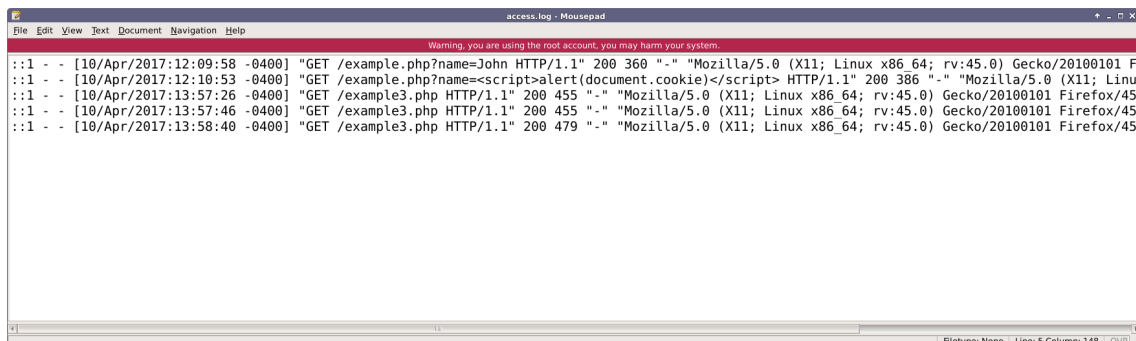 access.log - Mousepad
File Edit View Text Document Navigation Help
Warning, you are using the root account, you may harm your system.
::1 - - [10/Apr/2017:12:09:58 -0400] "GET /example.php?name=John HTTP/1.1" 200 360 "-" "Mozilla/5.0 (X11; Linux x86_64; rv:45.0) Gecko/20100101 F
::1 - - [10/Apr/2017:12:10:53 -0400] "GET /example.php?name=<script>alert(document.cookie)</script> HTTP/1.1" 200 386 "-" "Mozilla/5.0 (X11; Linu
::1 - - [10/Apr/2017:13:57:26 -0400] "GET /example3.php HTTP/1.1" 200 455 "-" "Mozilla/5.0 (X11; Linux x86_64; rv:45.0) Gecko/20100101 Firefox/45
::1 - - [10/Apr/2017:13:57:46 -0400] "GET /example3.php HTTP/1.1" 200 455 "-" "Mozilla/5.0 (X11; Linux x86_64; rv:45.0) Gecko/20100101 Firefox/45
::1 - - [10/Apr/2017:13:58:40 -0400] "GET /example3.php HTTP/1.1" 200 479 "-" "Mozilla/5.0 (X11; Linux x86_64; rv:45.0) Gecko/20100101 Firefox/45
Filetype: None Line: 5 Column: 148 OVR